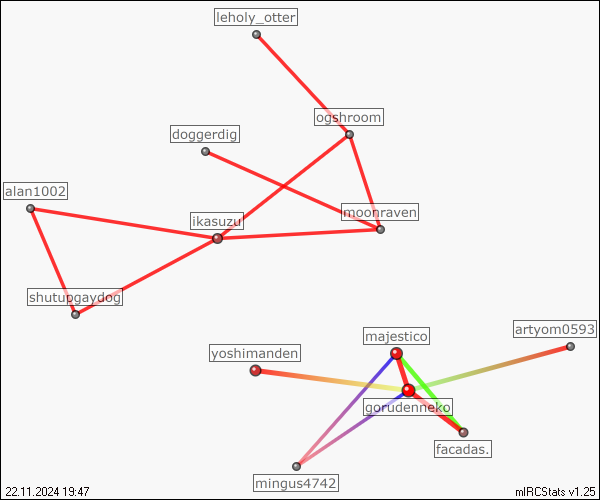 leholy_otter
ogshroom
doggerdig
alan1002
moonraven
ikasuzu
shutupgaydog
artyom0593
majestico
yoshimanden
gorudenneko
facadas.
mingus4742
22.11.2024 19:47
mIRCStats v1.25